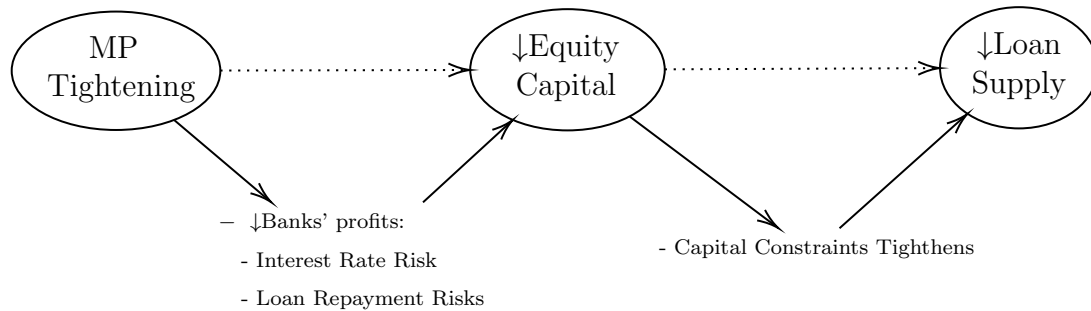 MP
Tightening
↓Equity
Capital
↓Loan
Supply
− ↓Banks' profits:
- Interest Rate Risk
- Loan Repayment Risks
- Capital Constraints Tighthens